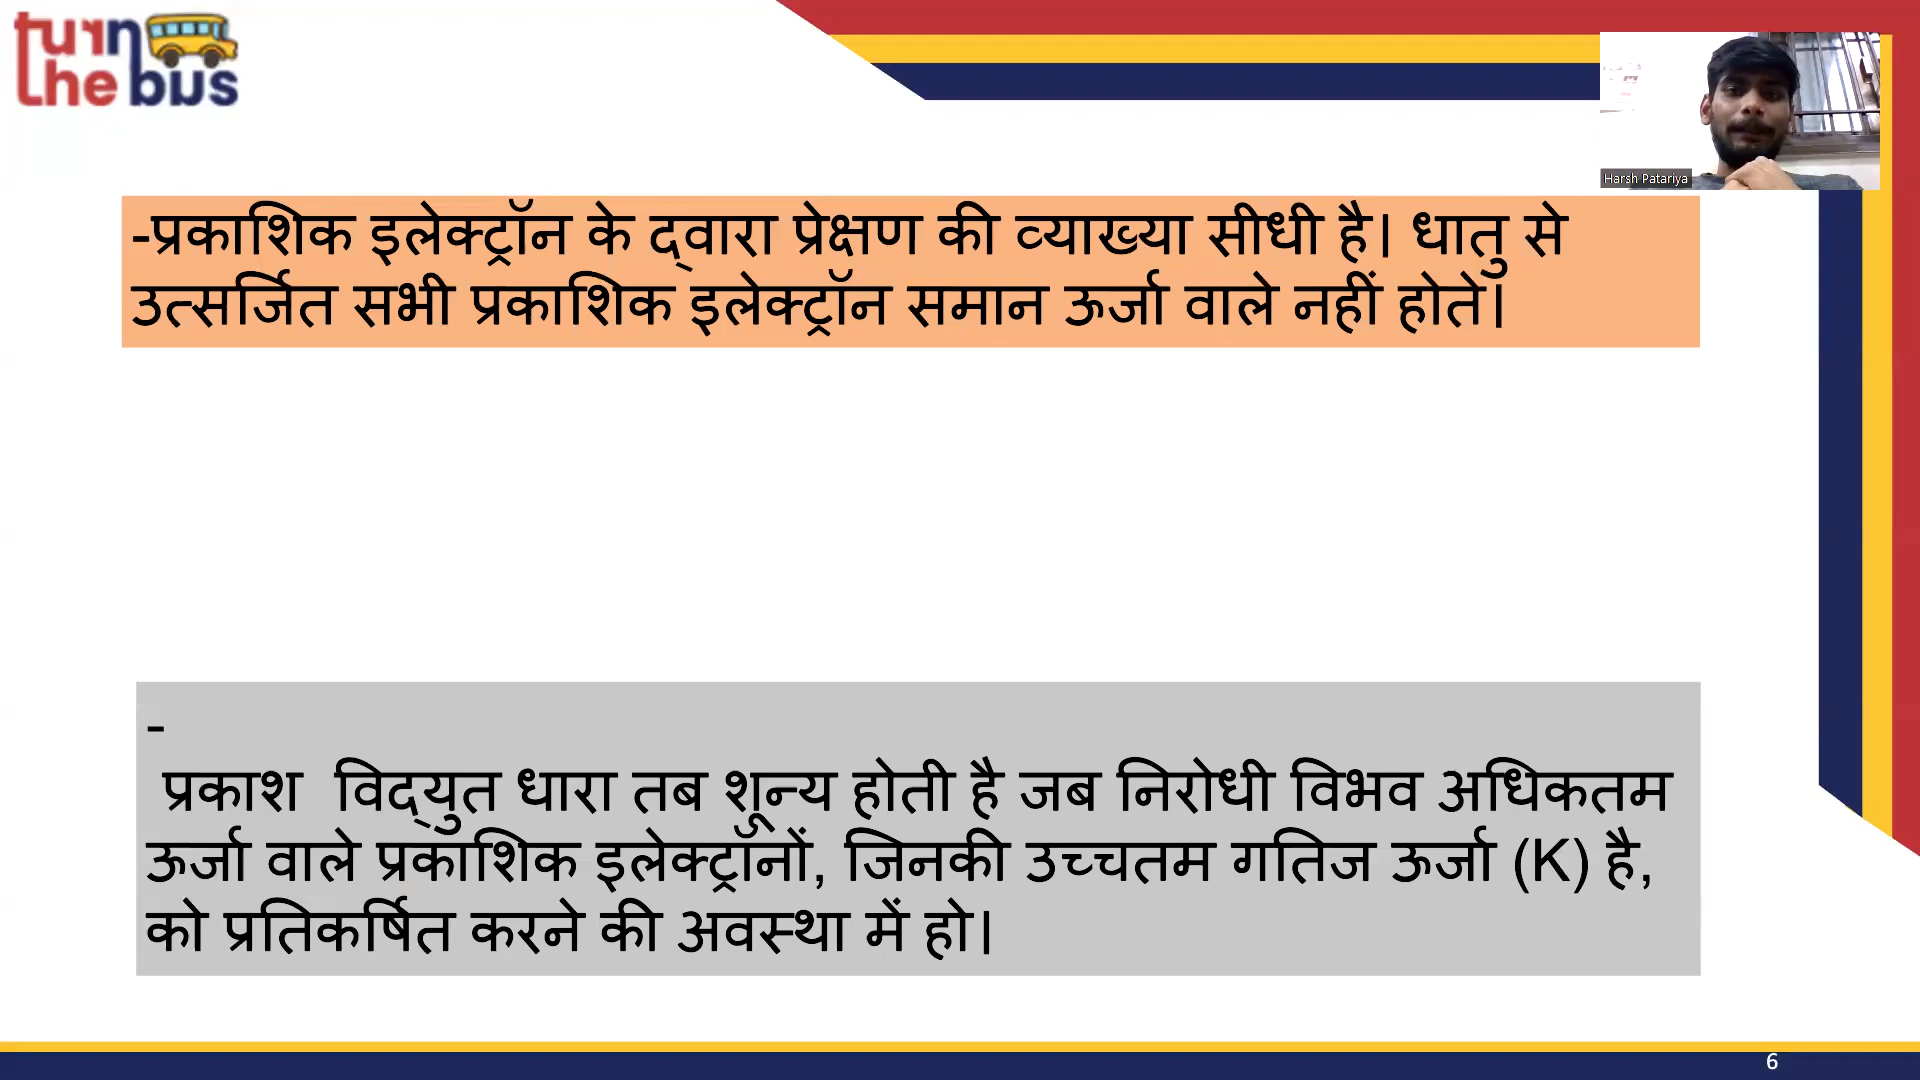 turn
the bus
Harsh Patariya
-प्रकाशिक इलेक्ट्रॉन के द्वारा प्रेक्षण की व्याख्या सीधी है। धातु से
उत्सर्जित सभी प्रकाशिक इलेक्ट्रॉन समान ऊर्जा वाले नहीं होते।
-
प्रकाश विद्युत धारा तब शून्य होती है जब निरोधी विभव अधिकतम
ऊर्जा वाले प्रकाशिक इलेक्ट्रॉनों, जिनकी उच्चतम गतिज ऊर्जा (K) है,
को प्रतिकर्षित करने की अवस्था में हो।
6